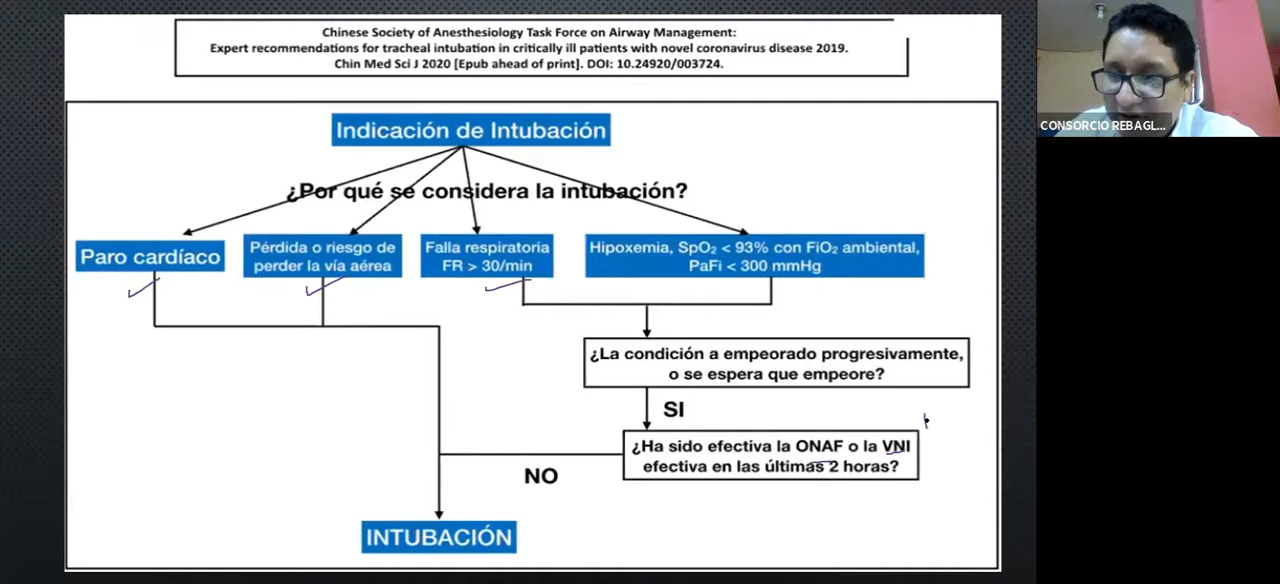 Chinese Society of Anesthesiology Task Force on Airway Management:
Expert recommendations for tracheal intubation in critically ill patients with novel coronavirus disease 2019.
Chin Med Sci J 2020 [Epub ahead of print]. DOI: 10.24920/003724.
CONSORCIO REBAGL...
Indicación de Intubación
¿Por qué se considera la intubación?
Paro cardíaco
Pérdida o riesgo de
perder la vía aérea
Falla respiratoria
FR > 30/min
Hipoxemia, SpO₂ < 93% con FiO₂ ambiental,
PaFi < 300 mmHg
¿La condición a empeorado progresivamente,
o se espera que empeore?
SI
¿Ha sido efectiva la ONAF o la VNI
efectiva en las últimas 2 horas?
NO
INTUBACIÓN